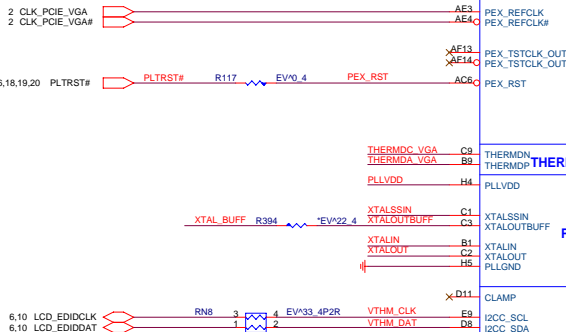 2 CLK_PCIE_VGA AE3 PEX_REFCLK
2 CLK_PCIE_VGA# AE4 PEX_REFCLK#
AF13 PEX_TSTCLK_OUT
AF14 PEX_TSTCLK_OUT
6,18,19,20 PLTRST# PLTRST# R117 EV^0_4 PEX_RST AC6 PEX_RST
THERMDC_VGA C9 THERMDN
THERMDA_VGA B9 THERMDP THER
PLLVDD H4 PLLVDD
XTALSSIN C1 XTALSSIN
XTAL_BUFF R394 *EV^22_4 XTALOUTBUFF C3 XTALOUTBUFF
XTALIN B1 XTALIN
XTALOUT C2 XTALOUT
H5 PLLGND
D11 CLAMP
6,10 LCD_EDIDCLK RN8 3 4 EV^33_4P2R VTHM_CLK E9 I2CC_SCL
6,10 LCD_EDIDDAT 1 2 VTHM_DAT D8 I2CC_SDA